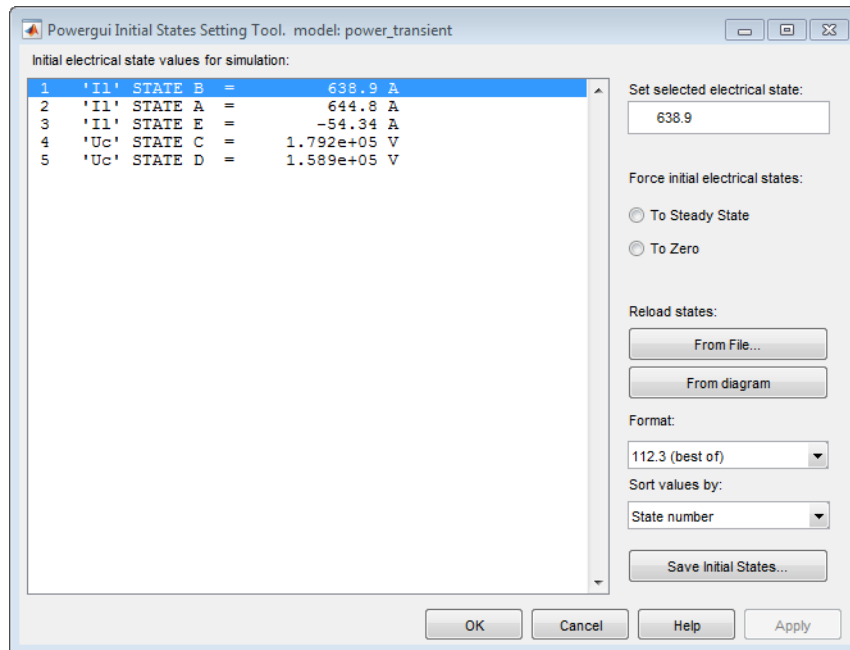 Powergui Initial States Setting Tool. model: power_transient
Initial electrical state values for simulation:
1 'Il' STATE B = 638.9 A
2 'Il' STATE A = 644.8 A
3 'Il' STATE E = -54.34 A
4 'Uc' STATE C = 1.792e+05 V
5 'Uc' STATE D = 1.589e+05 V
Set selected electrical state:
638.9
Force initial electrical states:
To Steady State
To Zero
Reload states:
From File...
From diagram
Format:
112.3 (best of)
Sort values by:
State number
Save Initial States...
OK Cancel Help Apply